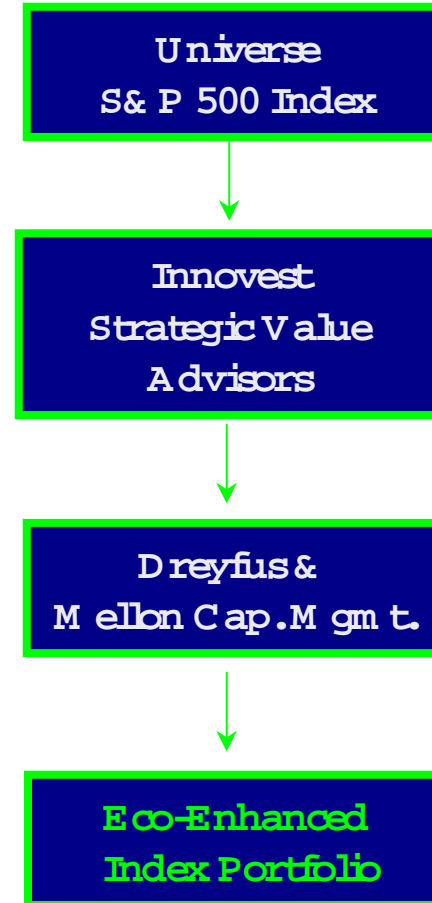 Universe
S&P 500 Index
Innovest
Strategic Value
Advisors
Dreyfus &
Mellon Cap. Mgmt.
Eco-Enhanced
Index Portfolio